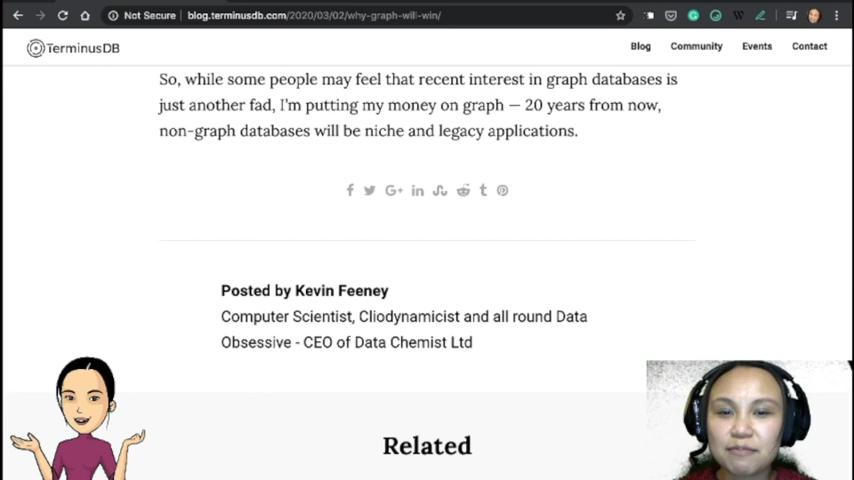 Not Secure | blog.terminusdb.com/2020/03/02/why-graph-will-win/
TerminusDB
Blog Community Events Contact
So, while some people may feel that recent interest in graph databases is
just another fad, I'm putting my money on graph — 20 years from now,
non-graph databases will be niche and legacy applications.
Posted by Kevin Feeney
Computer Scientist, Cliodynamicist and all round Data
Obsessive - CEO of Data Chemist Ltd
Related